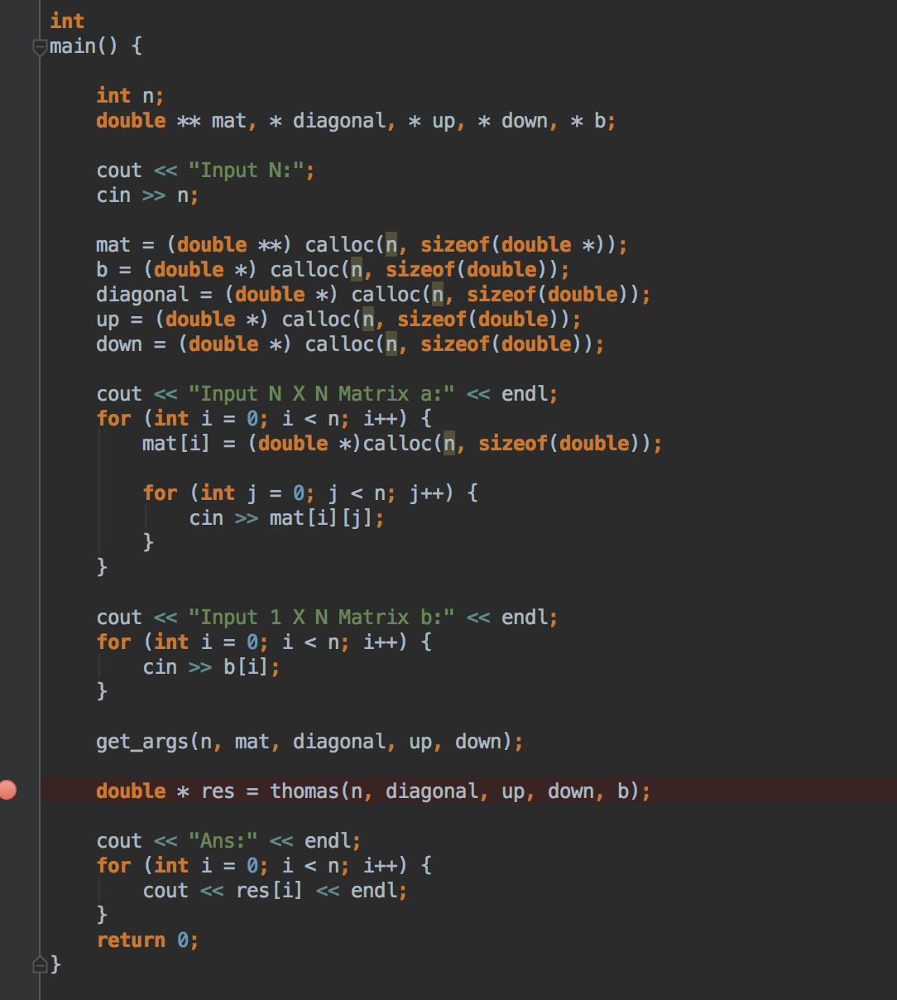 int
main() {
int n;
double ** mat, * diagonal, * up, * down, * b;
cout << "Input N:";
cin >> n;
mat = (double **) calloc(n, sizeof(double *));
b = (double *) calloc(n, sizeof(double));
diagonal = (double *) calloc(n, sizeof(double));
up = (double *) calloc(n, sizeof(double));
down = (double *) calloc(n, sizeof(double));
cout << "Input N X N Matrix a:" << endl;
for (int i = 0; i < n; i++) {
mat[i] = (double *)calloc(n, sizeof(double));
for (int j = 0; j < n; j++) {
cin >> mat[i][j];
}
}
cout << "Input 1 X N Matrix b:" << endl;
for (int i = 0; i < n; i++) {
cin >> b[i];
}
get_args(n, mat, diagonal, up, down);
double * res = thomas(n, diagonal, up, down, b);
cout << "Ans:" << endl;
for (int i = 0; i < n; i++) {
cout << res[i] << endl;
}
return 0;
}